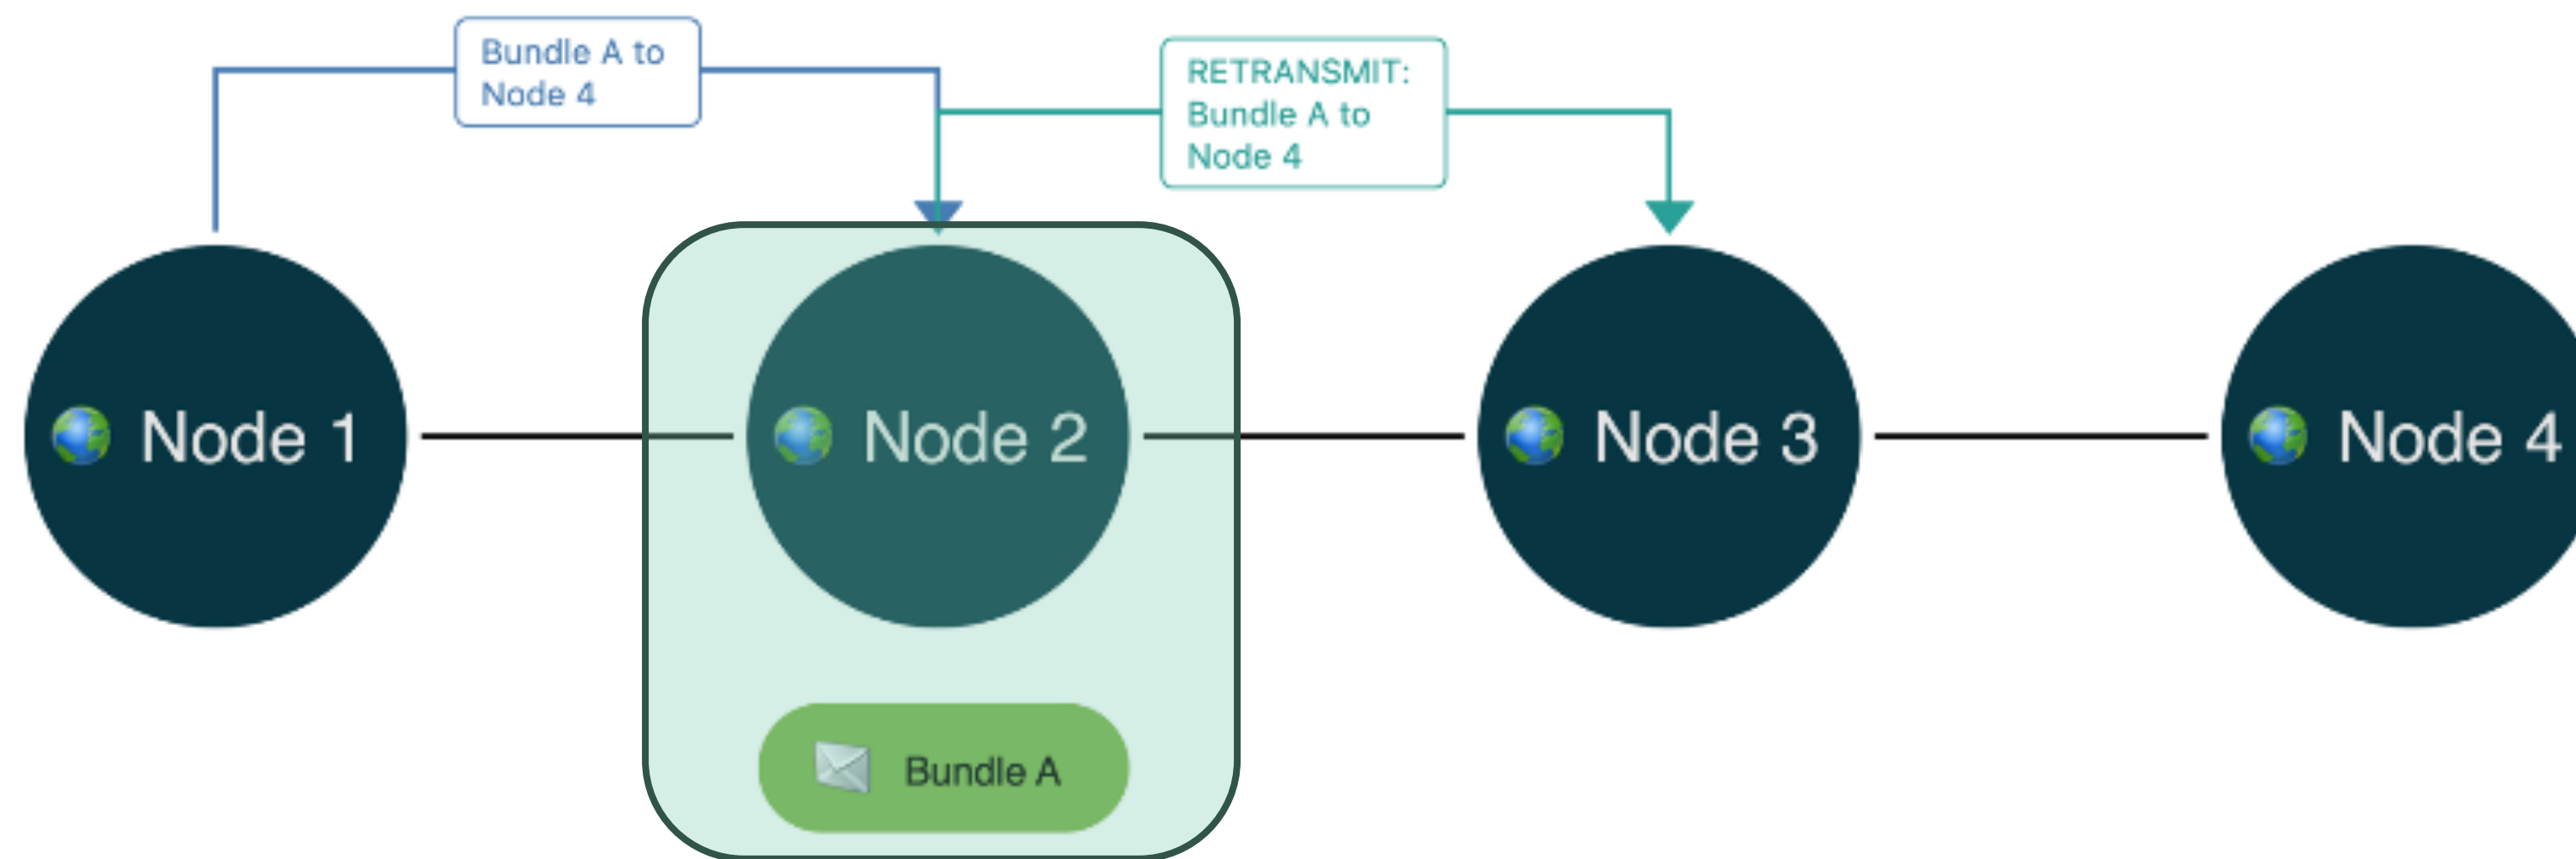 Bundle A to
Node 4
RETRANSMIT:
Bundle A to
Node 4
Node 1
Node 2
Node 3
Node 4
Bundle A